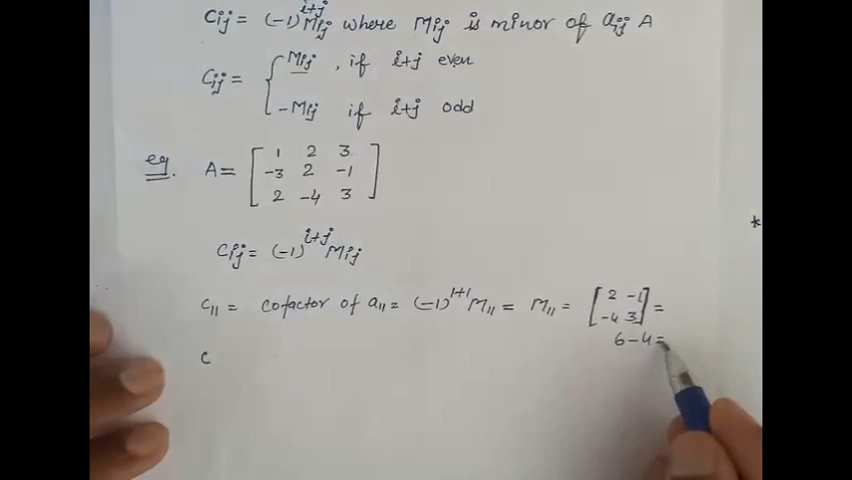 Cij = (-1)^i+j Mij where Mij is minor of aij A
Cij = { Mij , if i+j even
-Mij if i+j odd
eg. A = [ 1 2 3
-3 2 -1
2 -4 3 ]
Cij = (-1)^i+j Mij
*
C11 = Cofactor of a11 = (-1)^1+1 M11 = M11 = [ 2 -1
-4 3 ] =
6-4=
C